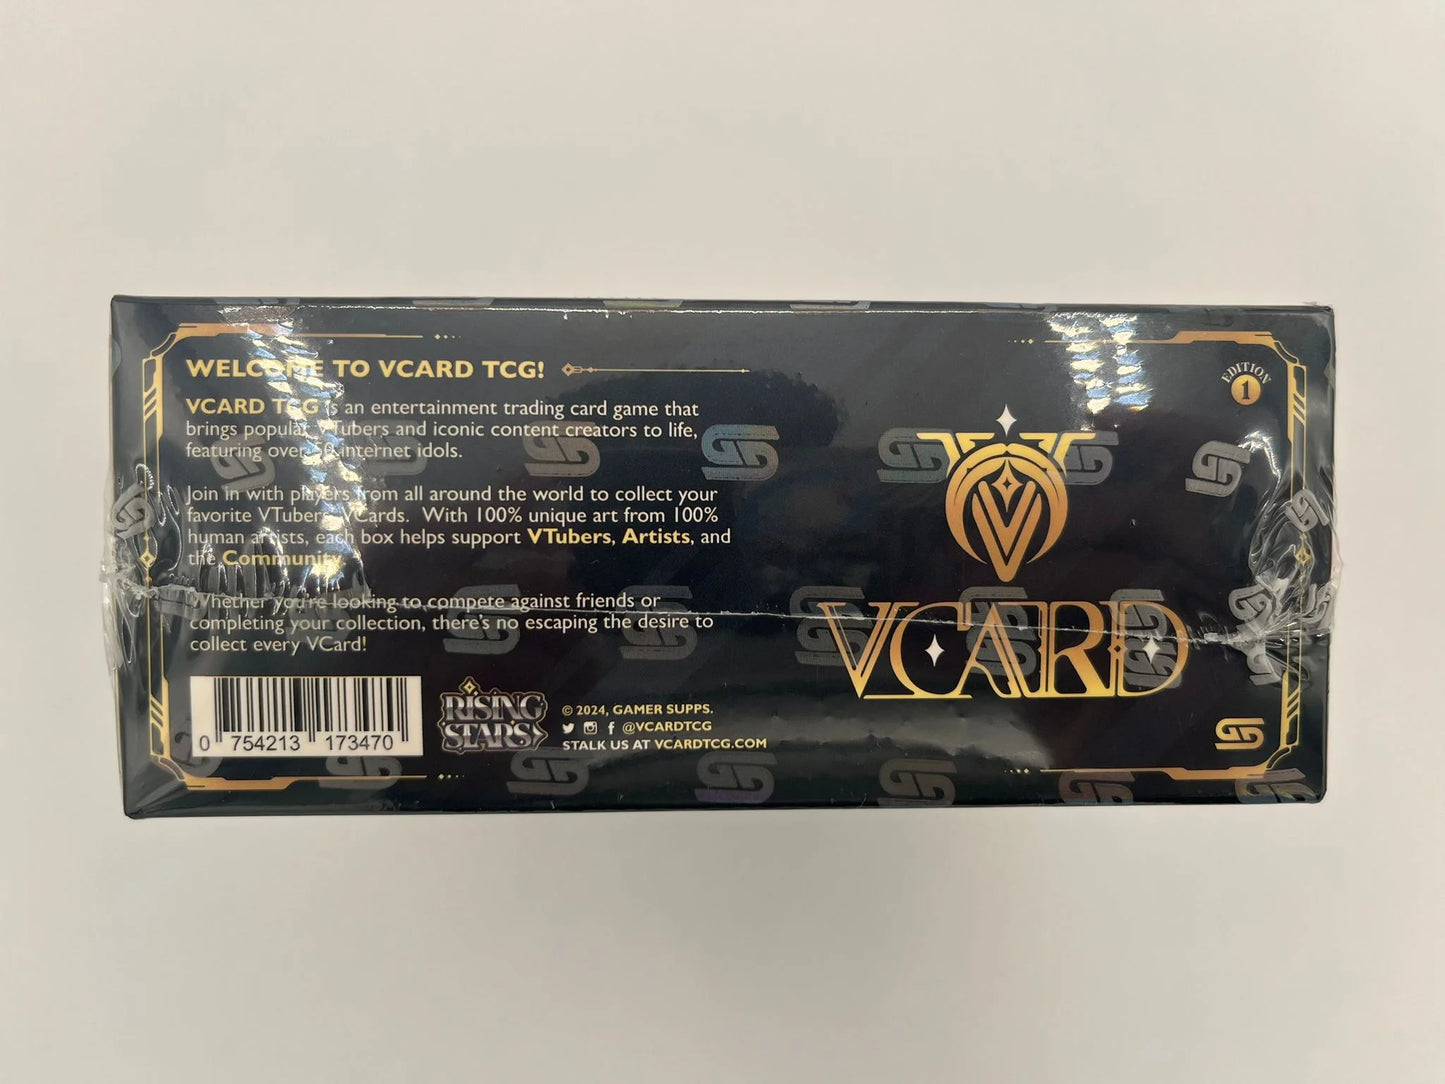 WELCOME TO VCARD TCG!
VCARD TCG is an entertainment trading card game that
brings popular VTubers and iconic content creators to life,
featuring over internet idols.
Join in with players from all around the world to collect your
favorite VTubers VCards. With 100% unique art from 100%
human artists, each box helps support VTubers, Artists, and
the Community.
Whether you're looking to compete against friends or
completing your collection, there's no escaping the desire to
collect every VCard!
0 754213 173470
RISING
STARS
© 2024, GAMER SUPPS.
@VCARDTCG
STALK US AT VCARDTCG.COM
EDITION
1
VCARD